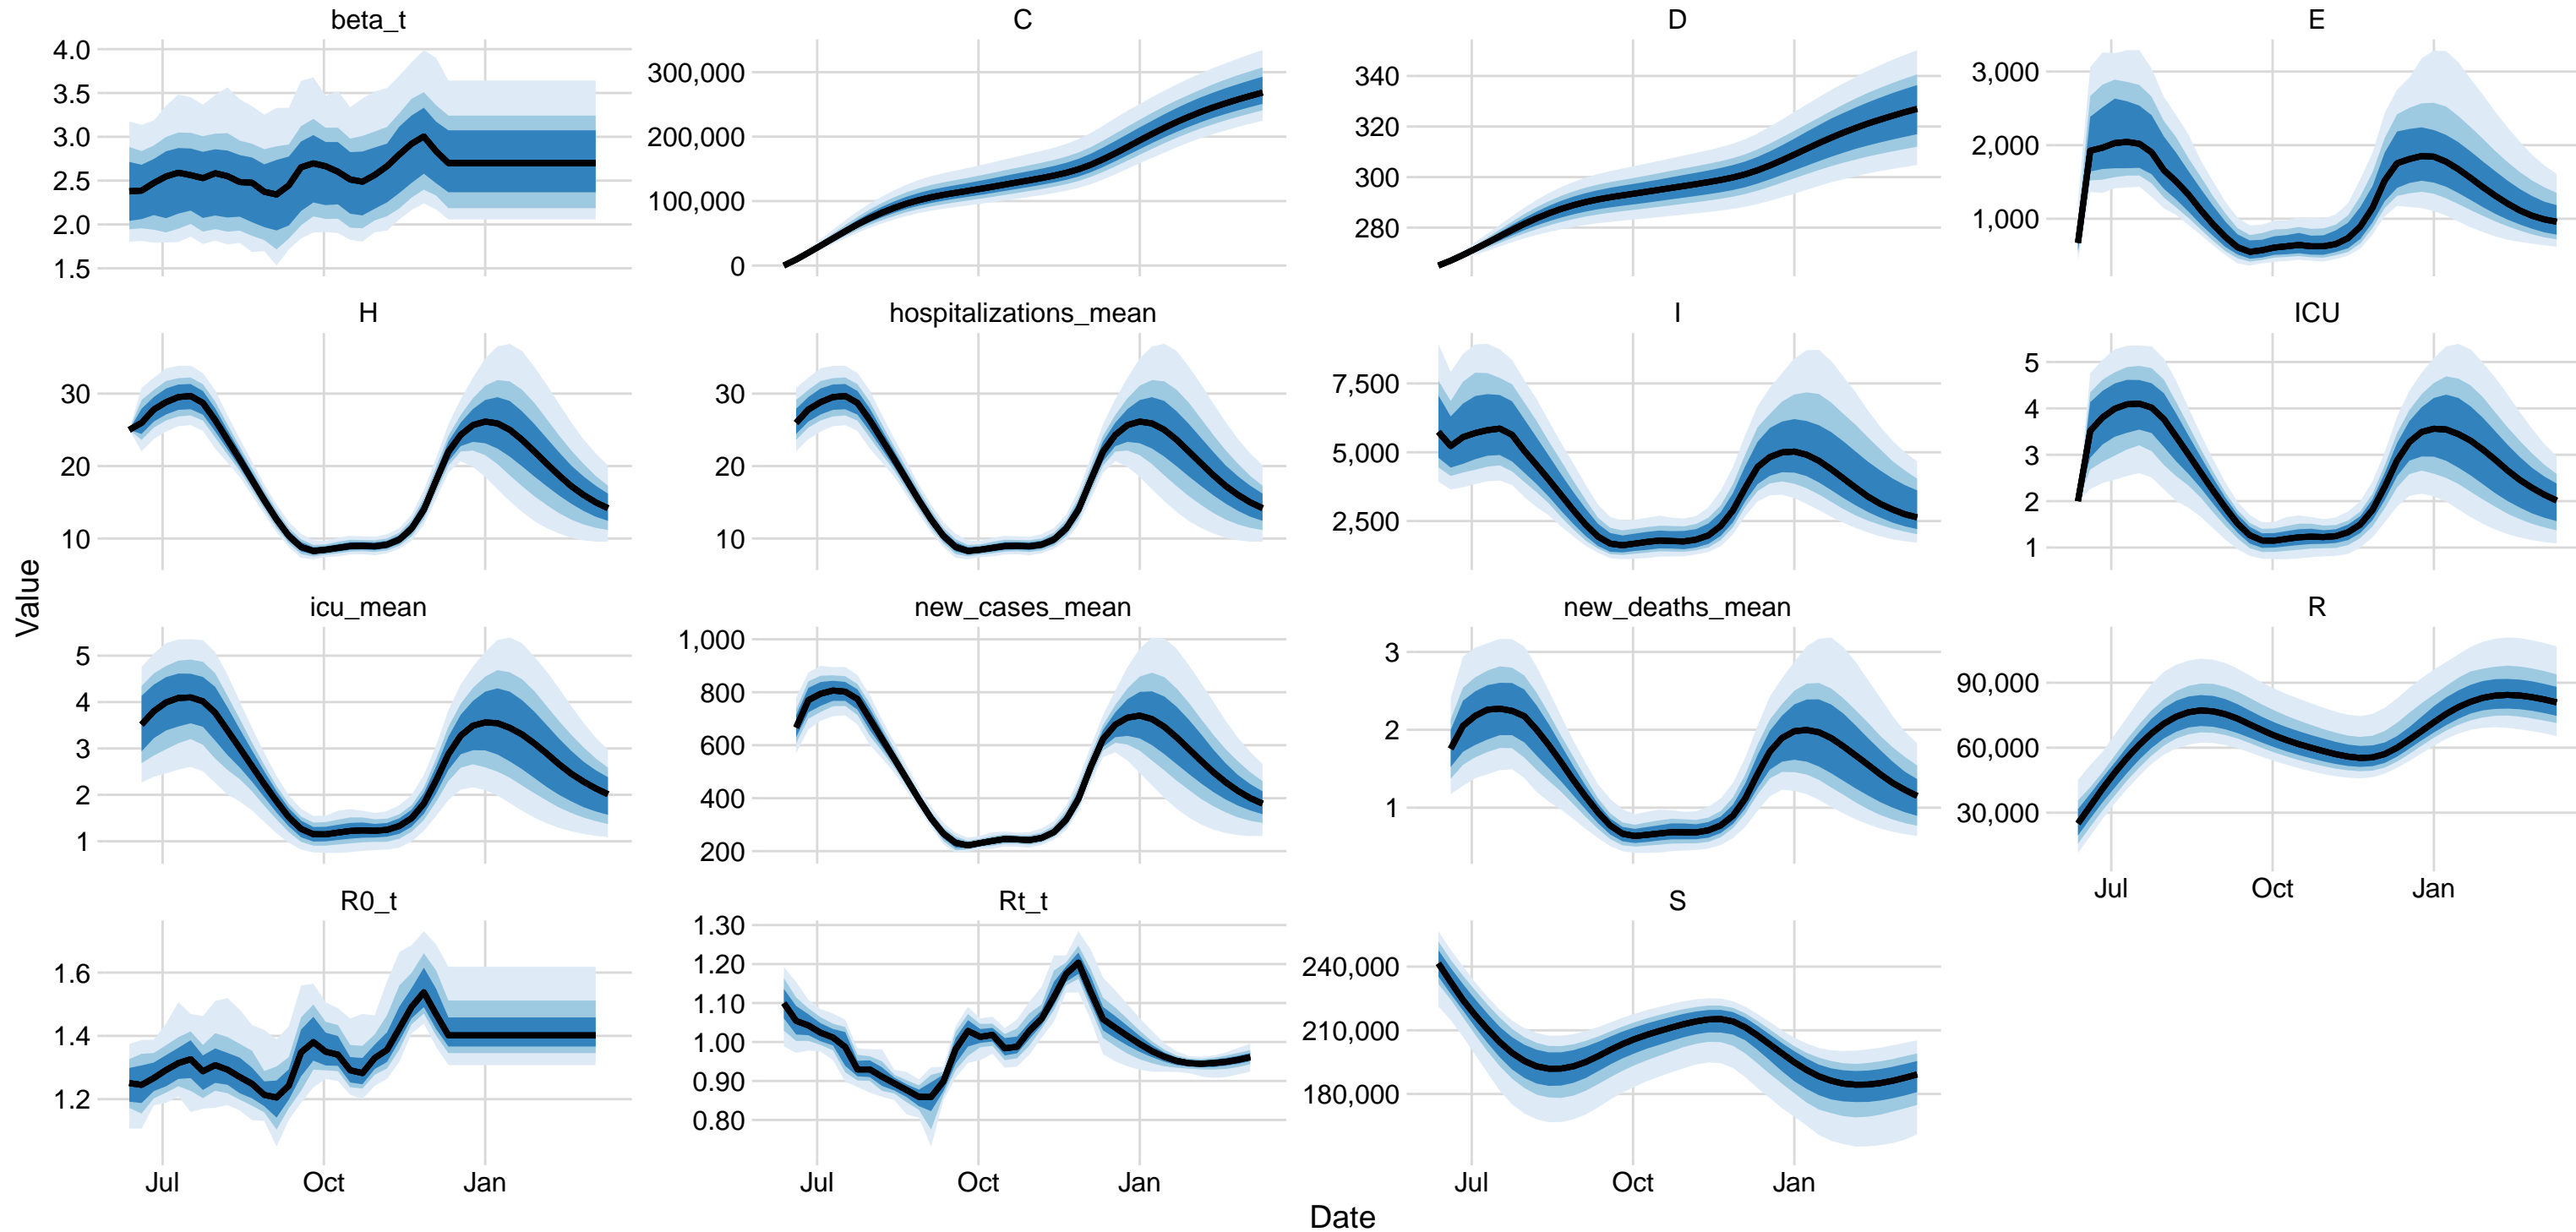 beta_t
C
D
E
4.0
3.5
3.0
2.5
2.0
1.5
300,000
200,000
100,000
0
340
320
300
280
3,000
2,000
1,000
H
hospitalizations_mean
I
ICU
30
20
10
30
20
10
7,500
5,000
2,500
5
4
3
2
1
Value
icu_mean
new_cases_mean
new_deaths_mean
R
5
4
3
2
1
1,000
800
600
400
200
3
2
1
90,000
60,000
30,000
Jul Oct Jan
R0_t
Rt_t
S
1.6
1.4
1.2
1.30
1.20
1.10
1.00
0.90
0.80
240,000
210,000
180,000
Jul Oct Jan
Jul Oct Jan
Jul Oct Jan
Date